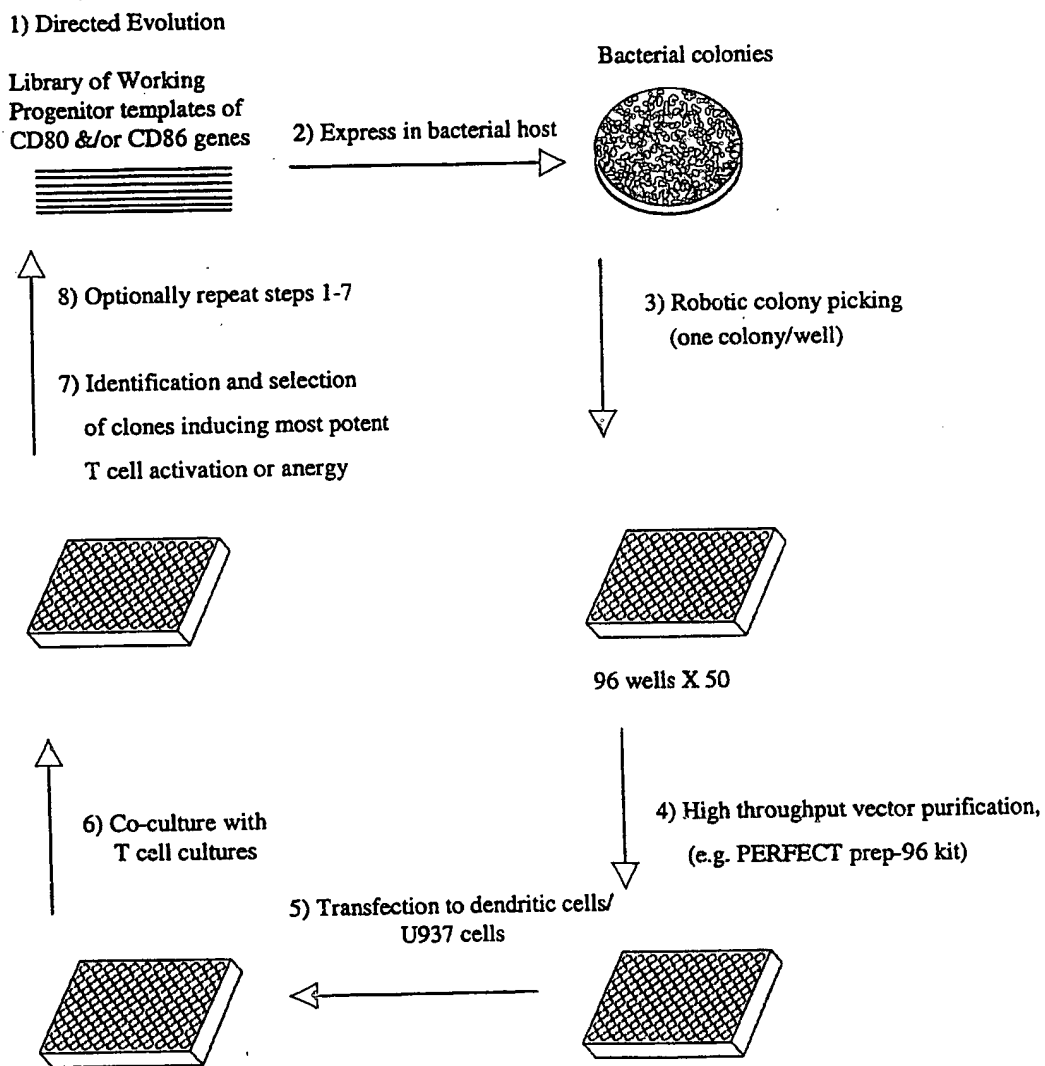 1) Directed Evolution
Library of Working
Progenitor templates of
CD80 &/or CD86 genes
2) Express in bacterial host
Bacterial colonies
3) Robotic colony picking
(one colony/well)
96 wells X 50
4) High throughput vector purification,
(e.g. PERFECT prep-96 kit)
5) Transfection to dendritic cells/
U937 cells
6) Co-culture with
T cell cultures
7) Identification and selection
of clones inducing most potent
T cell activation or anergy
8) Optionally repeat steps 1-7